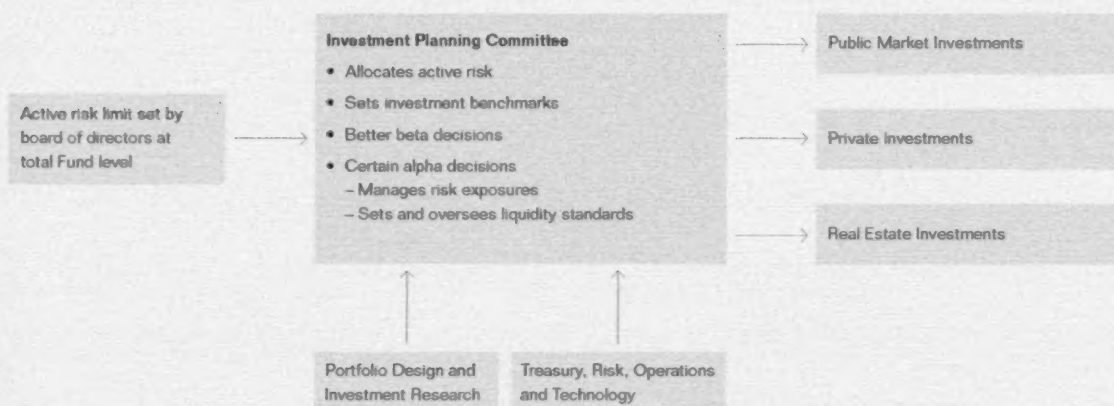 Active risk limit set by
board of directors at
total Fund level
Investment Planning Committee
• Allocates active risk
• Sets investment benchmarks
• Better beta decisions
• Certain alpha decisions
– Manages risk exposures
– Sets and oversees liquidity standards
Public Market Investments
Private Investments
Real Estate Investments
Portfolio Design and
Investment Research
Treasury, Risk, Operations
and Technology